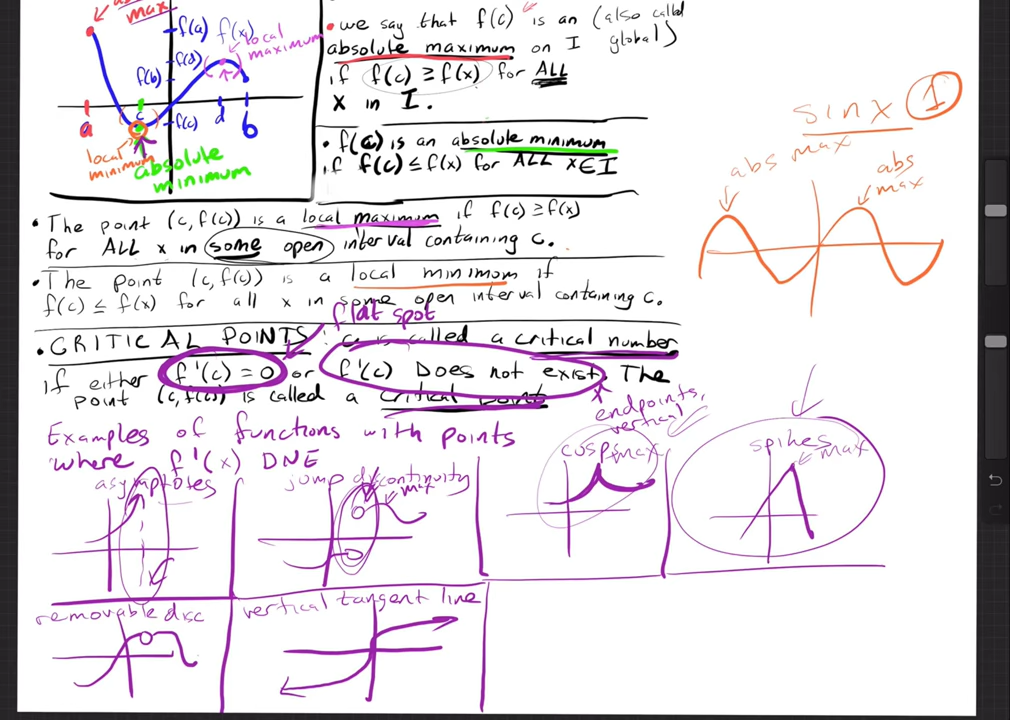 max
f(a) f(x)
local
maximum
f(d)
f(b)
a c d b
f(c)
local
minimum
absolute
minimum
• we say that f(c) is an (also called
absolute maximum on I global)
if f(c) ≥ f(x) for ALL
x in I.
• f(c) is an absolute minimum
if f(c) ≤ f(x) for ALL x ∈ I
sin x 1
abs max
abs
max
• The point (c, f(c)) is a local maximum if f(c) ≥ f(x)
for ALL x in some open interval containing c.
• The point (c, f(c)) is a local minimum if
f(c) ≤ f(x) for all x in some open interval containing c.
flat spot
• CRITICAL POINTS : c is called a critical number
if either f'(c) = 0 or f'(c) Does not exist. The
point (c, f(c)) is called a critical point
endpoints,
vertical
Examples of functions with points
where f'(x) DNE
asymptotes
jump discontinuity
max
cusps max
spikes
max
removable disc
vertical tangent line